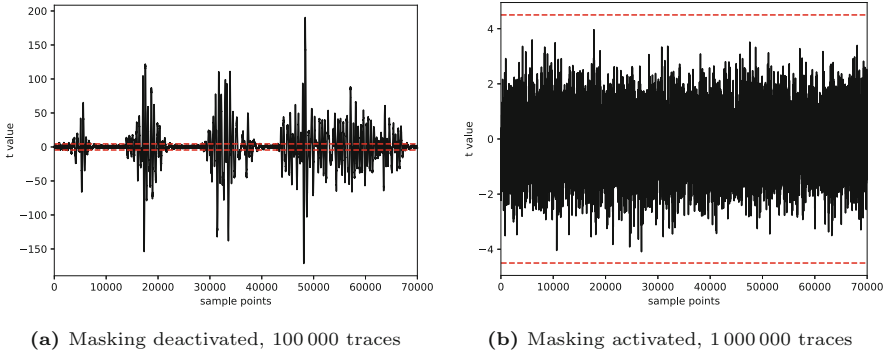 200
150
100
50
0
−50
−100
−150
t value
0 10000 20000 30000 40000 50000 60000 70000
sample points
(a) Masking deactivated, 100 000 traces
4
2
0
−2
−4
t value
0 10000 20000 30000 40000 50000 60000 70000
sample points
(b) Masking activated, 1 000 000 traces